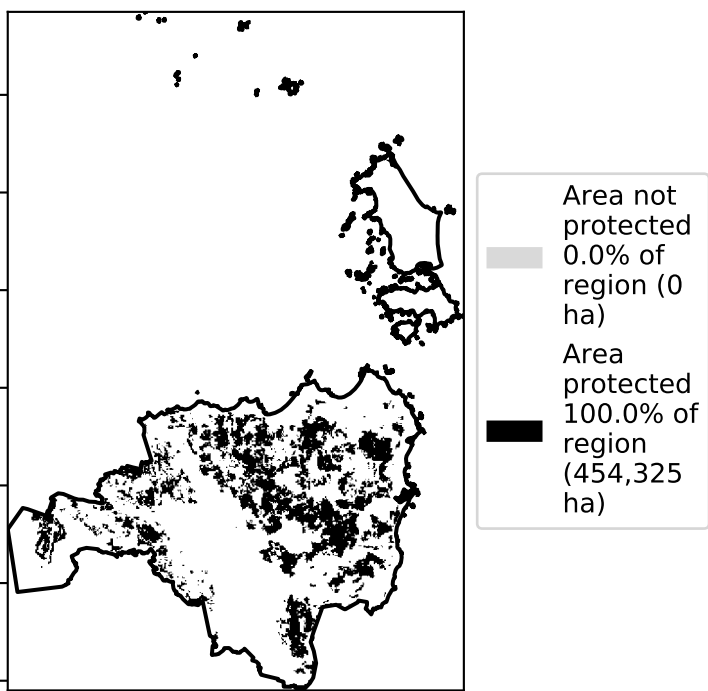 Area not
protected
0.0% of
region (0
ha)
Area
protected
100.0% of
region
(454,325
ha)